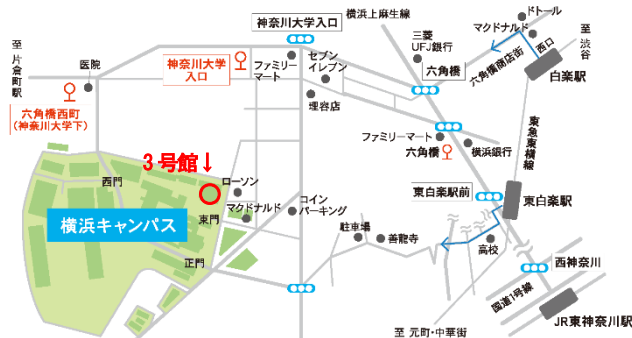 神奈川大学入口
横浜上麻生線
ドトール
マクドナルド
至
渋谷
西口
白楽駅
六角橋商店街
三菱
UFJ銀行
六角橋
至
片倉町駅
医院
神奈川大学
入口
ファミリー
マート
セブン
イレブン
理容店
六角橋西町
(神奈川大学下)
ファミリーマート
六角橋
横浜銀行
東急東横線
3号館↓
ローソン
西門
東門
マクドナルド
コイン
パーキング
横浜キャンパス
正門
東白楽駅前
東白楽駅
駐車場
善龍寺
高校
西神奈川
国道1号線
JR東神奈川駅
至 元町・中華街